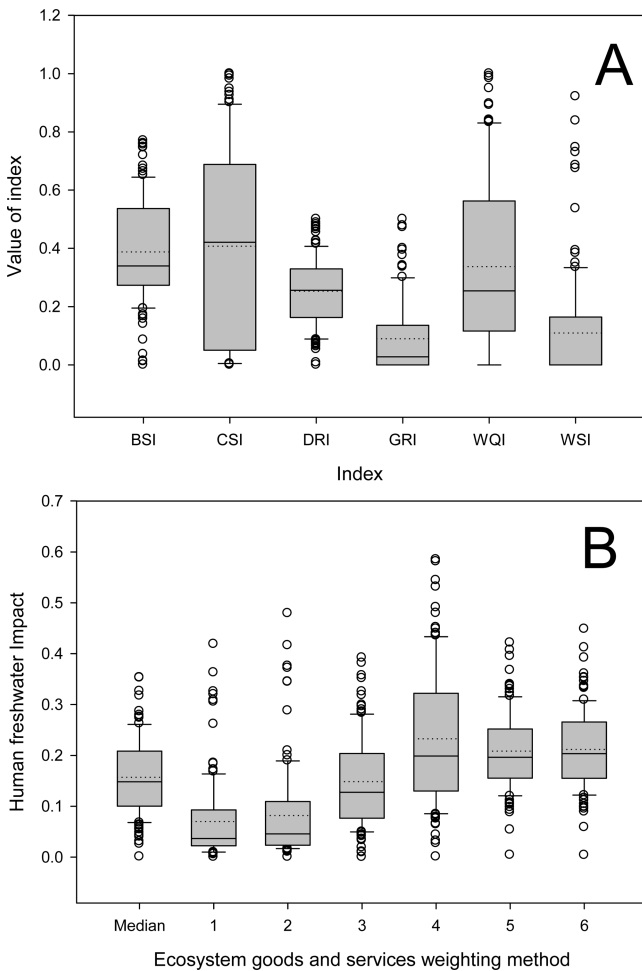 1.2
A
1.0
0.8
0.6
0.4
0.2
0.0
Value of index
BSI CSI DRI GRI WQI WSI
Index
0.7
B
0.6
0.5
0.4
0.3
0.2
0.1
0.0
Human freshwater Impact
Median 1 2 3 4 5 6
Ecosystem goods and services weighting method